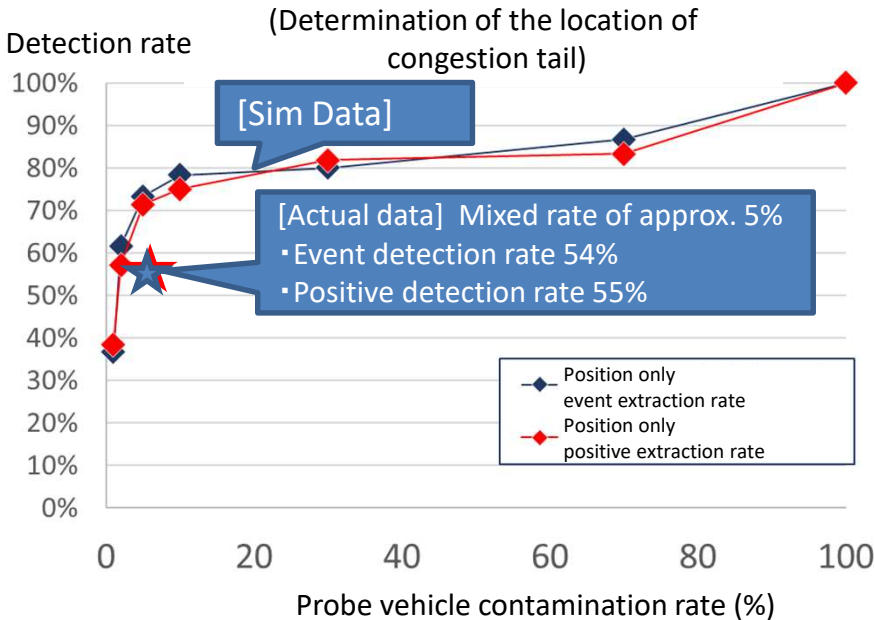 (Determination of the location of
congestion tail)
Detection rate
100%
90%
80%
70%
60%
50%
40%
30%
20%
10%
0%
[Sim Data]
[Actual data] Mixed rate of approx. 5%
・Event detection rate 54%
・Positive detection rate 55%
Position only
event extraction rate
Position only
positive extraction rate
0 20 40 60 80 100
Probe vehicle contamination rate (%)